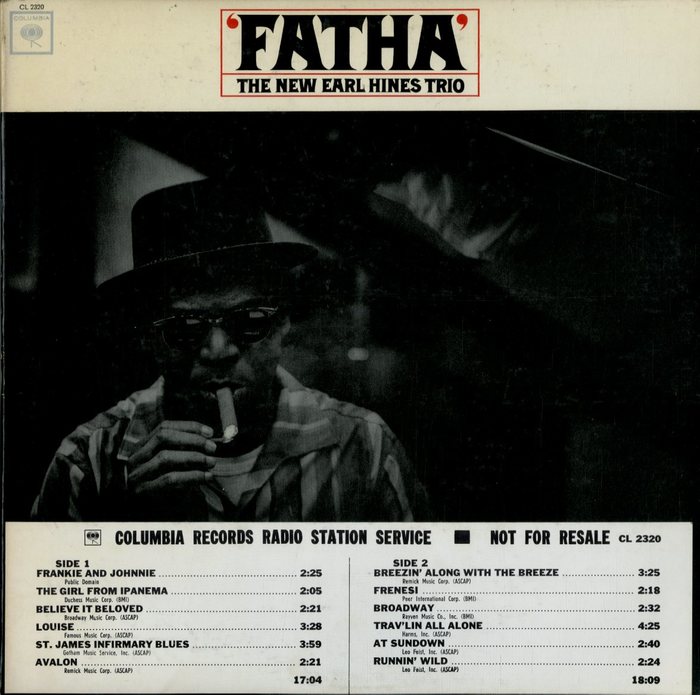 CL 2320
COLUMBIA
'FATHA'
THE NEW EARL HINES TRIO
COLUMBIA RECORDS RADIO STATION SERVICE ■ NOT FOR RESALE CL 2320
SIDE 1
FRANKIE AND JOHNNIE 2:25
Public Domain
THE GIRL FROM IPANEMA 2:05
Duchess Music Corp. (BMI)
BELIEVE IT BELOVED 2:21
Broadway Music Corp. (ASCAP)
LOUISE 3:28
Famous Music Corp. (ASCAP)
ST. JAMES INFIRMARY BLUES 3:59
Gotham Music Service, Inc. (ASCAP)
AVALON 2:21
Remick Music Corp. (ASCAP)
17:04
SIDE 2
BREEZIN' ALONG WITH THE BREEZE 3:25
Remick Music Corp. (ASCAP)
FRENESI 2:18
Peer International Corp. (BMI)
BROADWAY 2:32
Rayven Music Co., Inc. (BMI)
TRAV'LIN ALL ALONE 4:25
Harms, Inc. (ASCAP)
AT SUNDOWN 2:40
Leo Feist, Inc. (ASCAP)
RUNNIN' WILD 2:24
Leo Feist, Inc. (ASCAP)
18:09